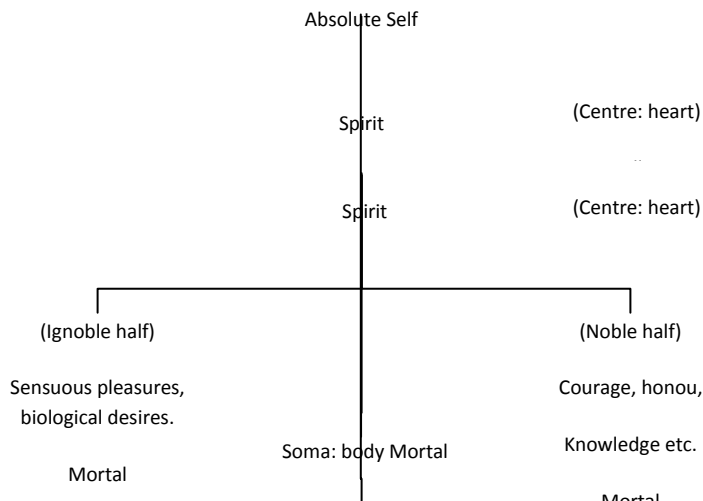 Absolute Self
Spirit
(Centre: heart)
Spirit
(Centre: heart)
(Ignoble half)
(Noble half)
Sensuous pleasures,
biological desires.
Courage, honou,
Knowledge etc.
Soma: body Mortal
Mortal
Mortal